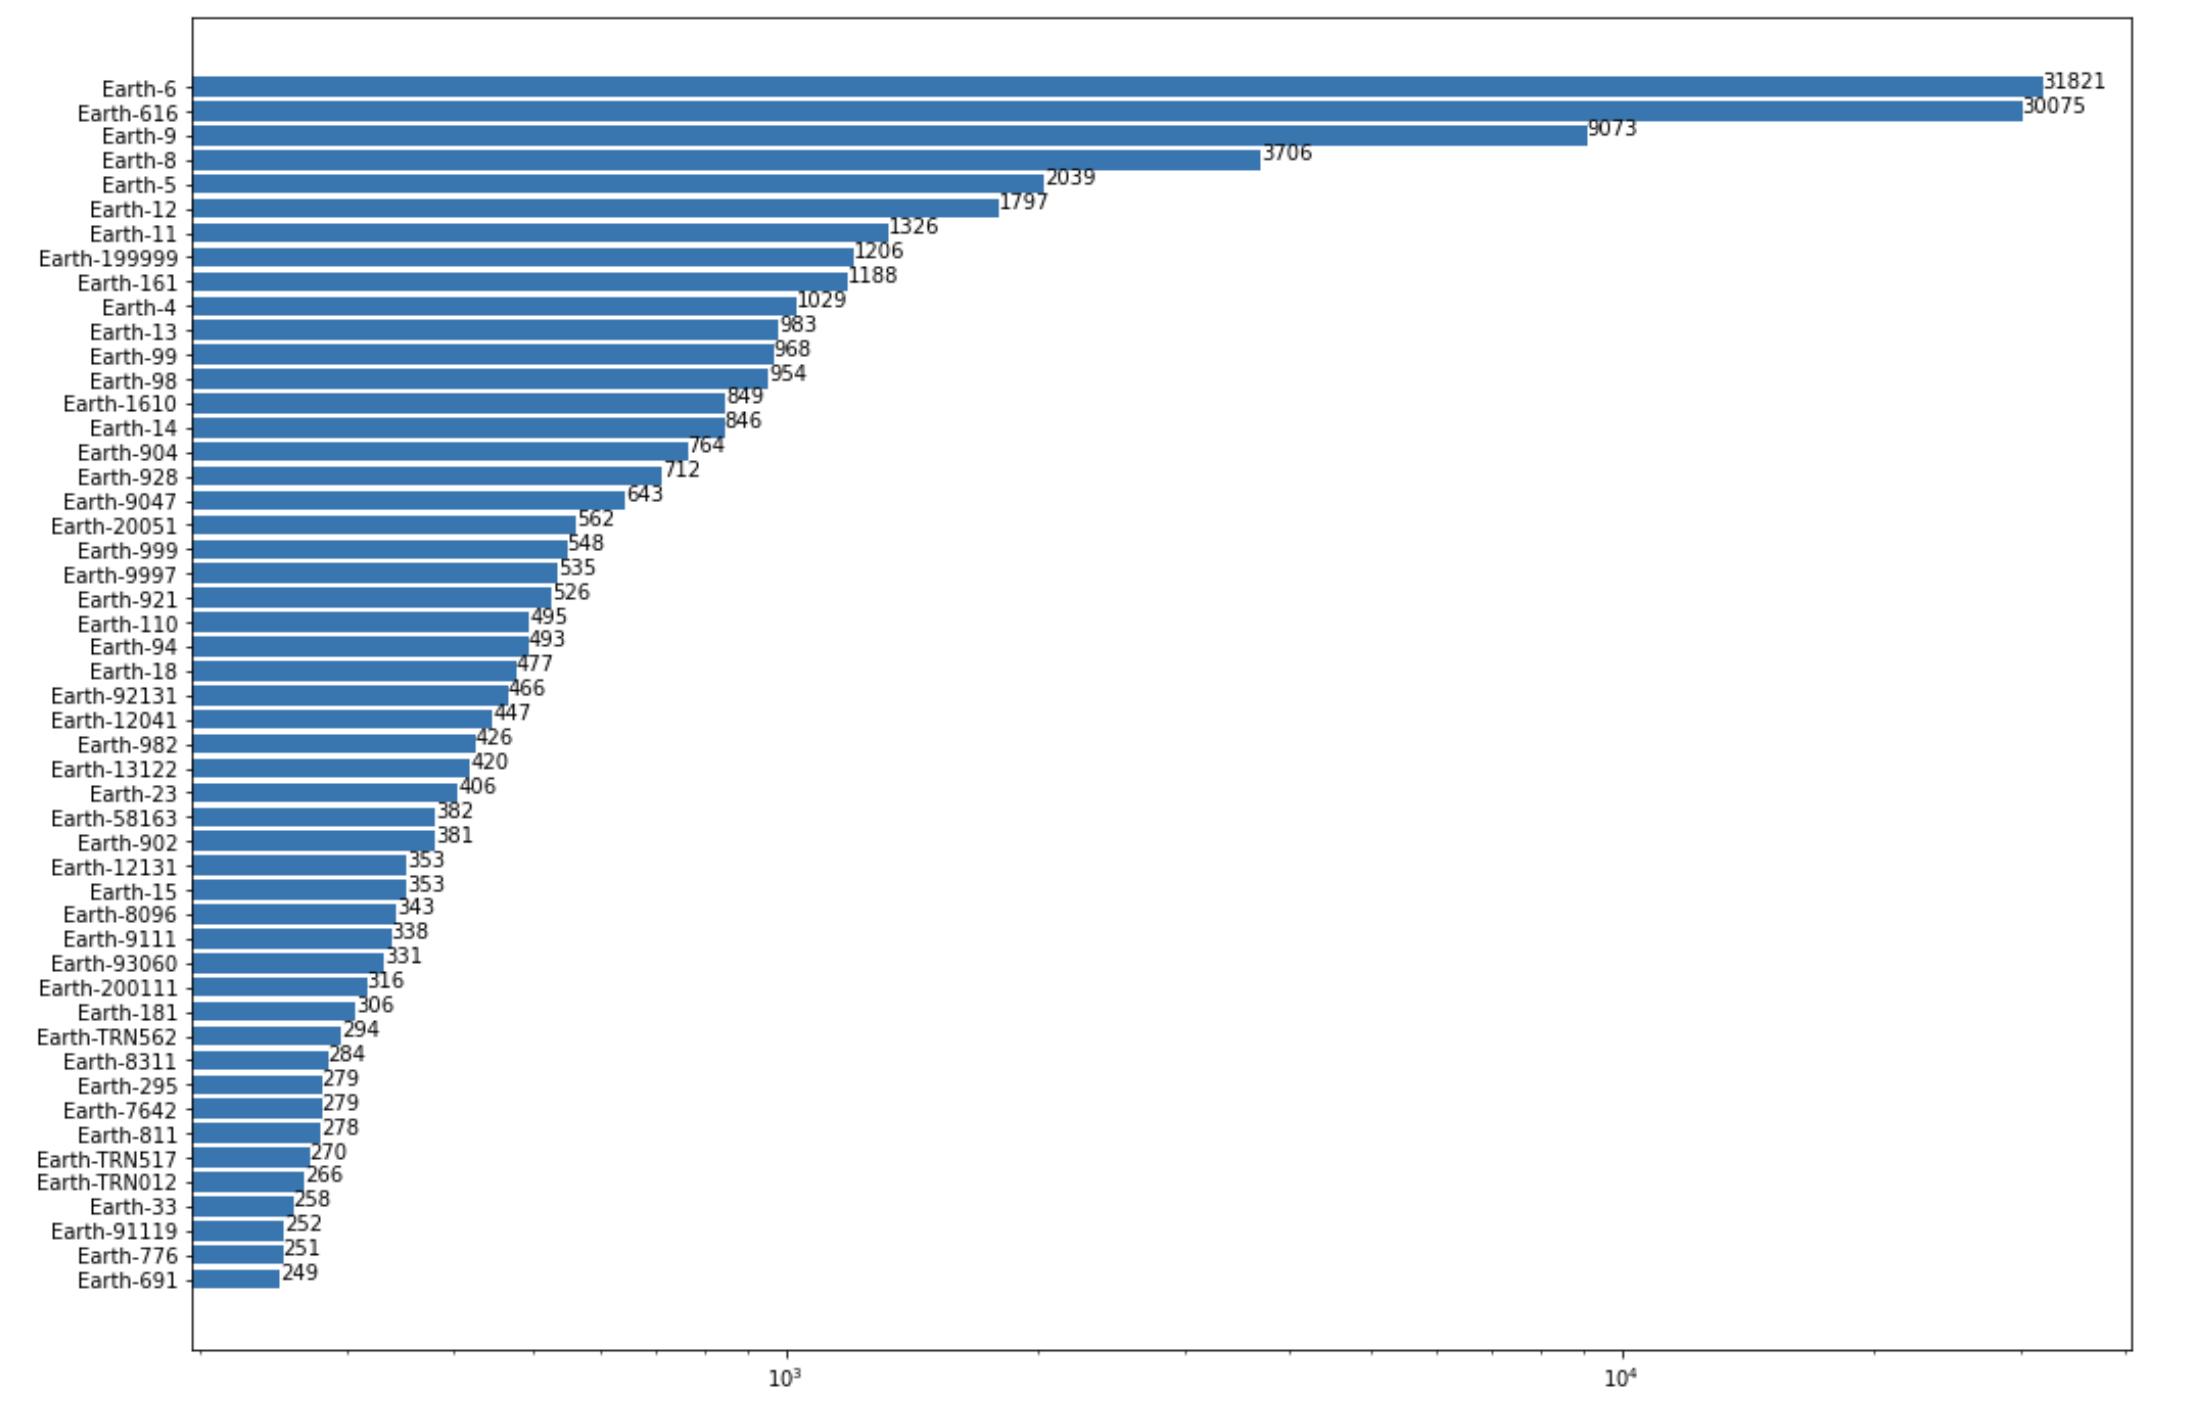 Earth-6 31821
Earth-616 30075
Earth-9 9073
Earth-8 3706
Earth-5 2039
Earth-12 1797
Earth-11 1326
Earth-199999 1206
Earth-161 1188
Earth-4 1029
Earth-13 983
Earth-99 968
Earth-98 954
Earth-1610 849
Earth-14 846
Earth-904 764
Earth-928 712
Earth-9047 643
Earth-20051 562
Earth-999 548
Earth-9997 535
Earth-921 526
Earth-110 495
Earth-94 493
Earth-18 477
Earth-92131 466
Earth-12041 447
Earth-982 426
Earth-13122 420
Earth-23 406
Earth-58163 382
Earth-902 381
Earth-12131 353
Earth-15 353
Earth-8096 343
Earth-9111 338
Earth-93060 331
Earth-200111 316
Earth-181 306
Earth-TRN562 294
Earth-8311 284
Earth-295 279
Earth-7642 279
Earth-811 278
Earth-TRN517 270
Earth-TRN012 266
Earth-33 258
Earth-91119 252
Earth-776 251
Earth-691 249
10³ 10⁴